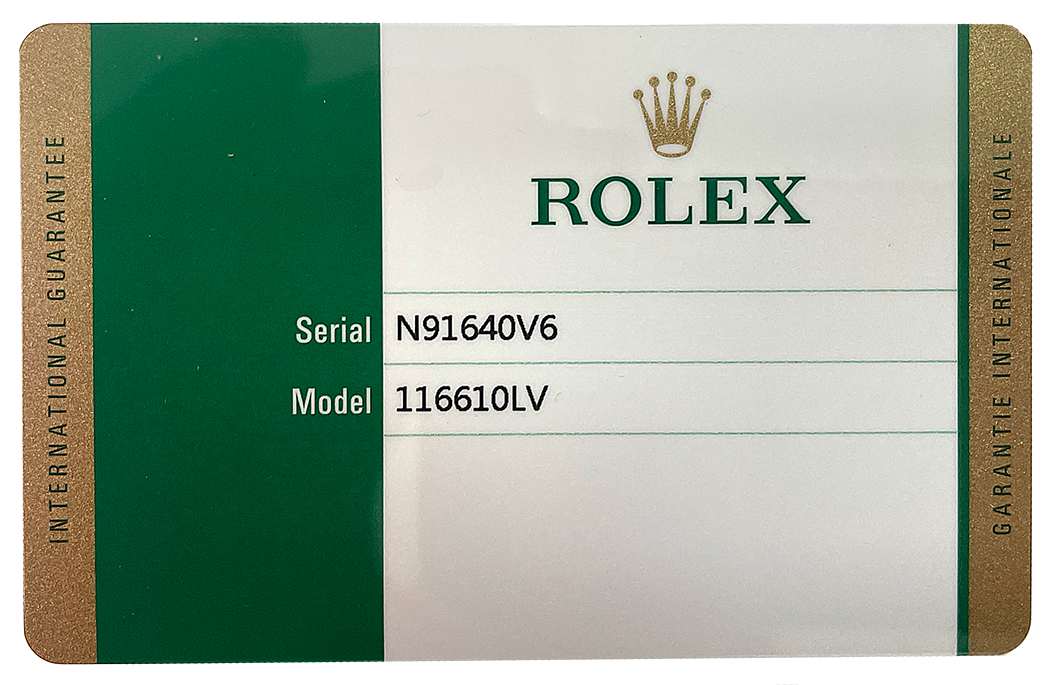 INTERNATIONAL GUARANTEE
ROLEX
Serial N91640V6
Model 116610LV
GARANTIE INTERNATIONALE